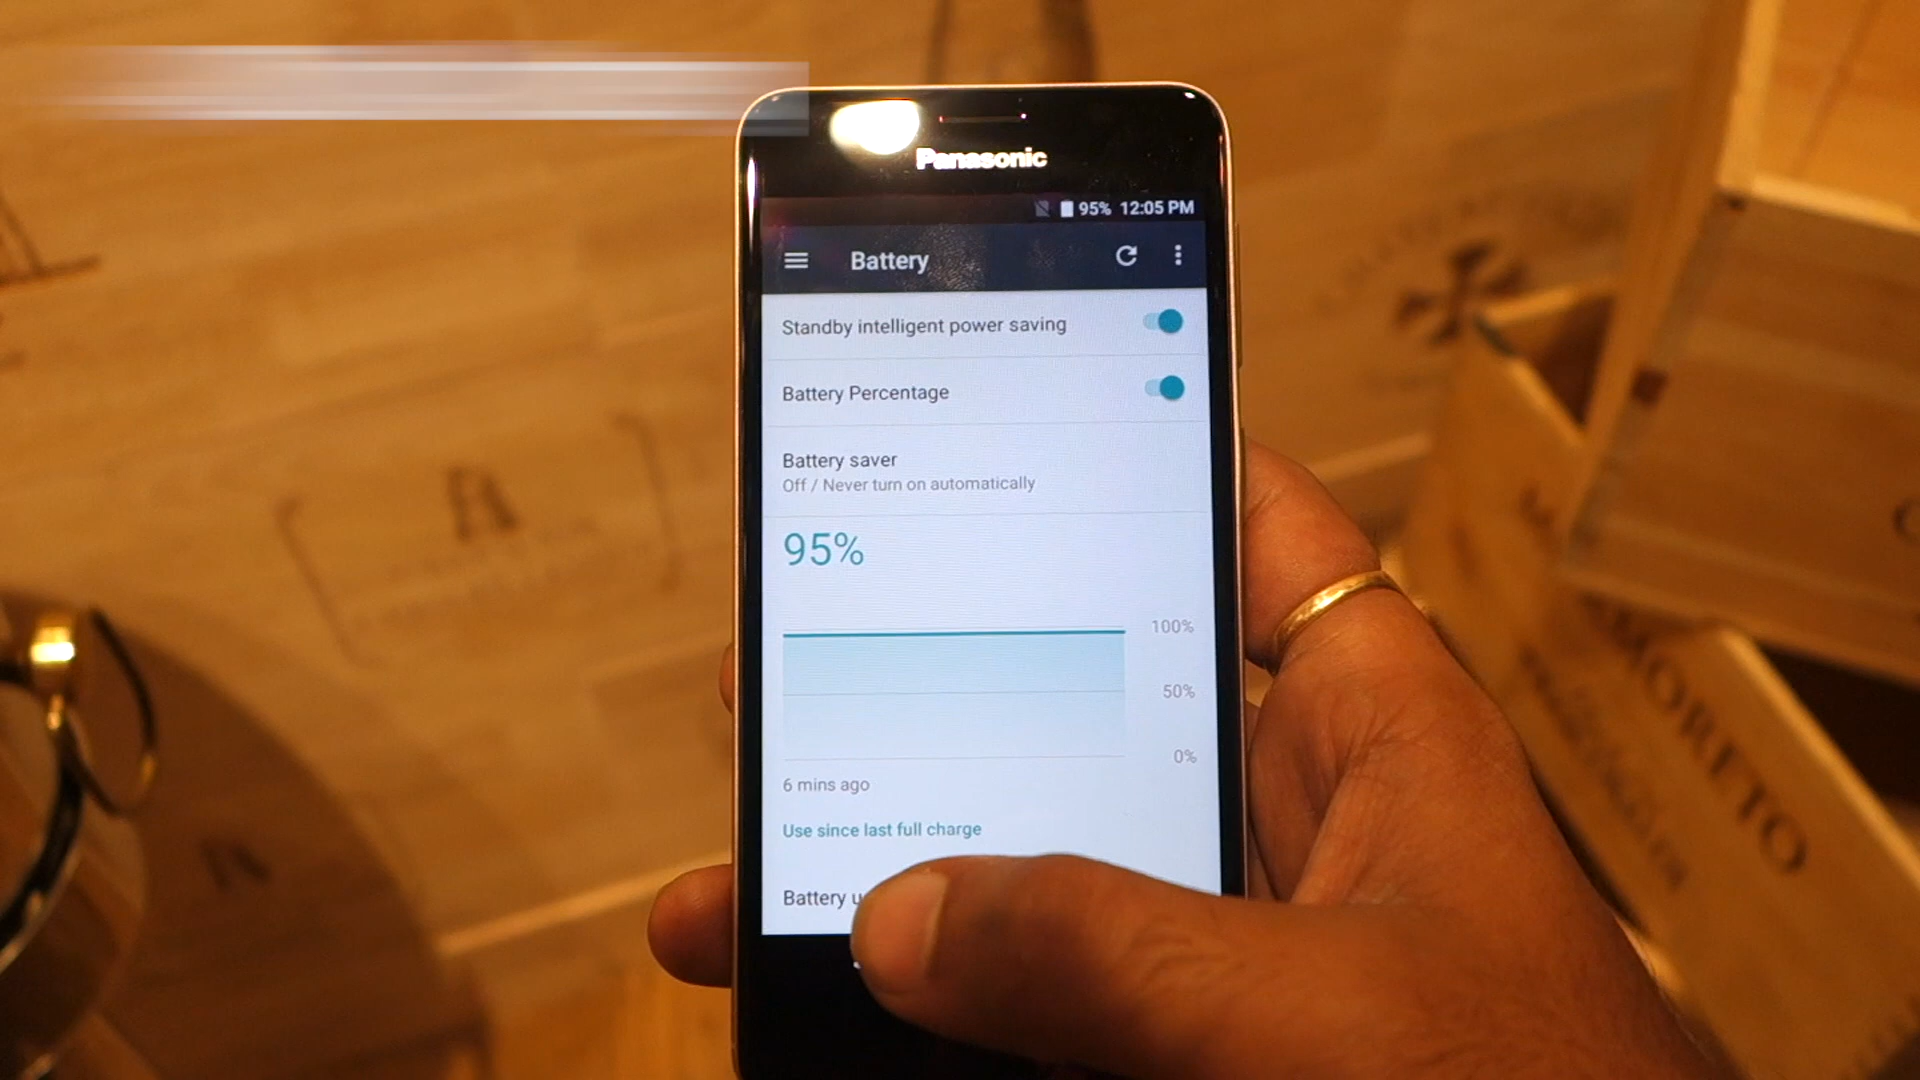 Panasonic
95% 12:05 PM
Battery
Standby intelligent power saving
Battery Percentage
Battery saver
Off / Never turn on automatically
95%
100%
50%
0%
6 mins ago
Use since last full charge
Battery
MORETO